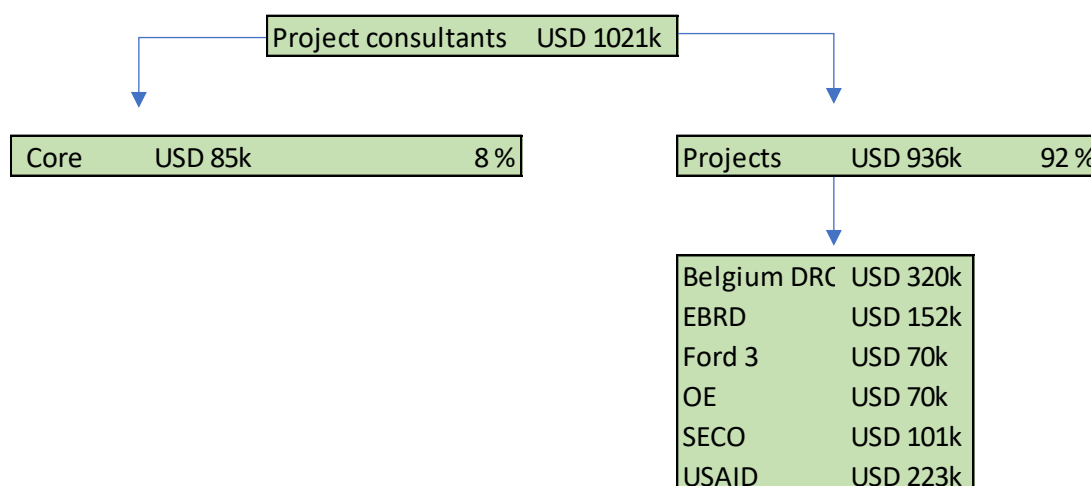 Project consultants USD 1021k
Core USD 85k 8 %
Projects USD 936k 92 %
Belgium DRC USD 320k
EBRD USD 152k
Ford 3 USD 70k
OE USD 70k
SECO USD 101k
USAID USD 223k